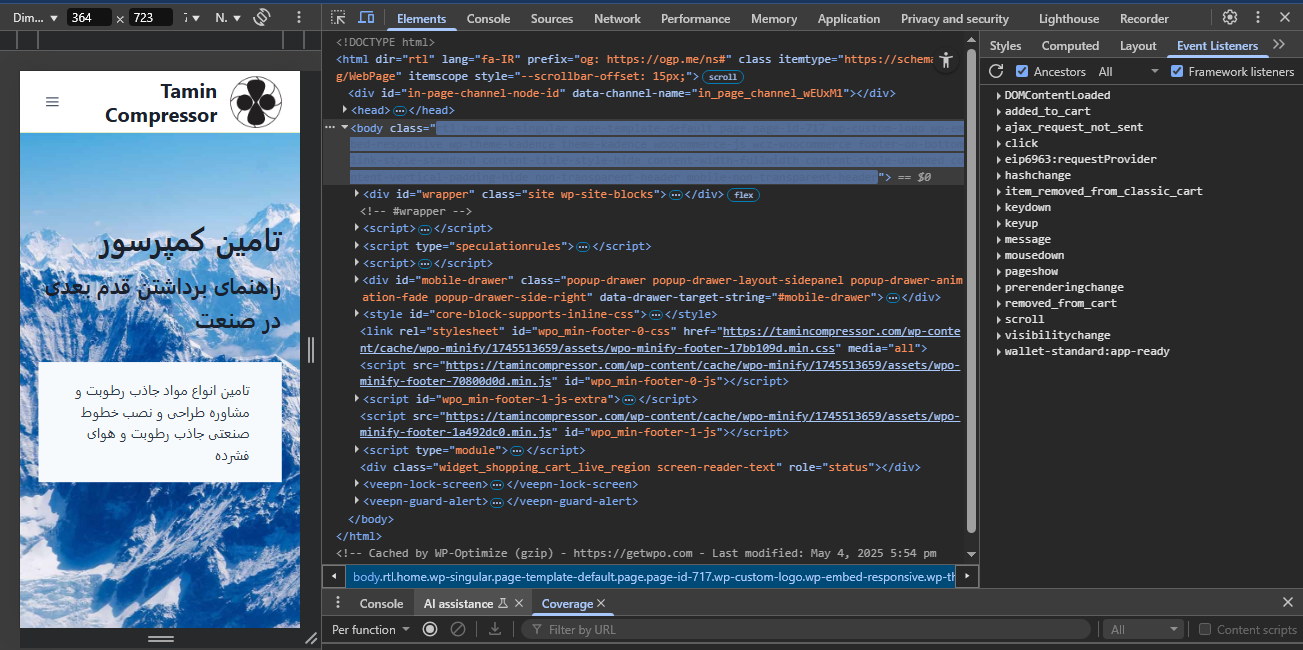 Dim... ▼ 364 × 723 7 ▼ N. ▼
Elements Console Sources Network Performance Memory Application Privacy and security Lighthouse Recorder
Tamin
Compressor
تامین کمپرسور
راهنمای برداشتن قدم بعدی
در صنعت
تامین انواع مواد جاذب رطوبت و
مشاوره طراحی و نصب خطوط
صنعتی جاذب رطوبت و هوای
فشرده
<!DOCTYPE html>
<html dir="rtl" lang="fa-IR" prefix="og: https://ogp.me/ns#" class itemtype="https://schema
g/WebPage" itemscope style="--scrollbar-offset: 15px;"> scroll
<div id="in-page-channel-node-id" data-channel-name="in_page_channel_wEUxM1"></div>
<head> … </head>
… <body class="
"> == $0
<div id="wrapper" class="site wp-site-blocks"> … </div> flex
<!-- #wrapper -->
<script> … </script>
<script type="speculationrules"> … </script>
<script> … </script>
<div id="mobile-drawer" class="popup-drawer popup-drawer-layout-sidepanel popup-drawer-anim
ation-fade popup-drawer-side-right" data-drawer-target-string="#mobile-drawer"> … </div>
<style id="core-block-supports-inline-css"> … </style>
<link rel="stylesheet" id="wpo_min-footer-0-css" href="https://tamincompressor.com/wp-conte
nt/cache/wpo-minify/1745513659/assets/wpo-minify-footer-17bb109d.min.css" media="all">
<script src="https://tamincompressor.com/wp-content/cache/wpo-minify/1745513659/assets/wpo-
minify-footer-70800d0d.min.js" id="wpo_min-footer-0-js"></script>
<script id="wpo_min-footer-1-js-extra"> … </script>
<script src="https://tamincompressor.com/wp-content/cache/wpo-minify/1745513659/assets/wpo-
minify-footer-1a492dc0.min.js" id="wpo_min-footer-1-js"></script>
<script type="module"> … </script>
<div class="widget_shopping_cart_live_region screen-reader-text" role="status"></div>
<veepn-lock-screen> … </veepn-lock-screen>
<veepn-guard-alert> … </veepn-guard-alert>
</body>
</html>
<!-- Cached by WP-Optimize (gzip) - https://getwpo.com - Last modified: May 4, 2025 5:54 pm
body.rtl.home.wp-singular.page-template-default.page.page-id-717.wp-custom-logo.wp-embed-responsive.wp-th
Styles Computed Layout Event Listeners
Ancestors All Framework listeners
DOMContentLoaded
added_to_cart
ajax_request_not_sent
click
eip6963:requestProvider
hashchange
item_removed_from_classic_cart
keydown
keyup
message
mousedown
pageshow
prerenderingchange
removed_from_cart
scroll
visibilitychange
wallet-standard:app-ready
Console AI assistance Coverage
Per function Filter by URL All Content scripts